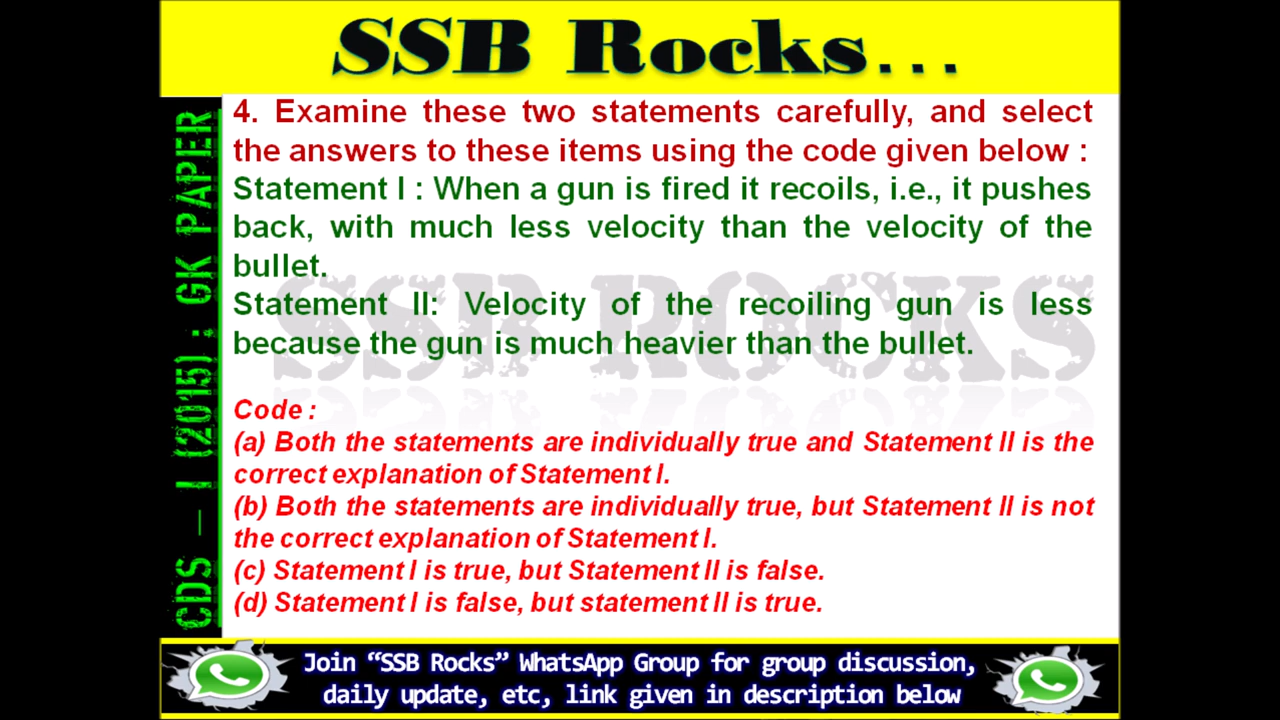 SSB Rocks...
CDS – I (2015) : GK PAPER
4. Examine these two statements carefully, and select
the answers to these items using the code given below :
Statement I : When a gun is fired it recoils, i.e., it pushes
back, with much less velocity than the velocity of the
bullet.
Statement II: Velocity of the recoiling gun is less
because the gun is much heavier than the bullet.
SSB ROCKS
Code :
(a) Both the statements are individually true and Statement II is the
correct explanation of Statement I.
(b) Both the statements are individually true, but Statement II is not
the correct explanation of Statement I.
(c) Statement I is true, but Statement II is false.
(d) Statement I is false, but statement II is true.
Join “SSB Rocks” WhatsApp Group for group discussion,
daily update, etc, link given in description below